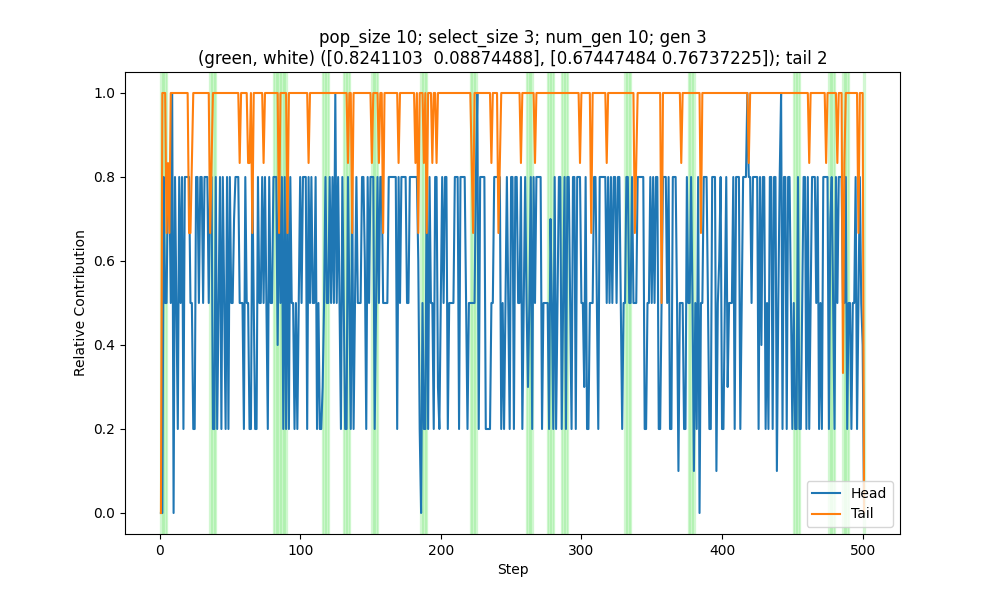 pop_size 10; select_size 3; num_gen 10; gen 3
(green, white) ([0.8241103  0.08874488], [0.67447484 0.76737225]); tail 2
Relative Contribution
1.0
0.8
0.6
0.4
0.2
0.0
Head
Tail
0 100 200 300 400 500
Step